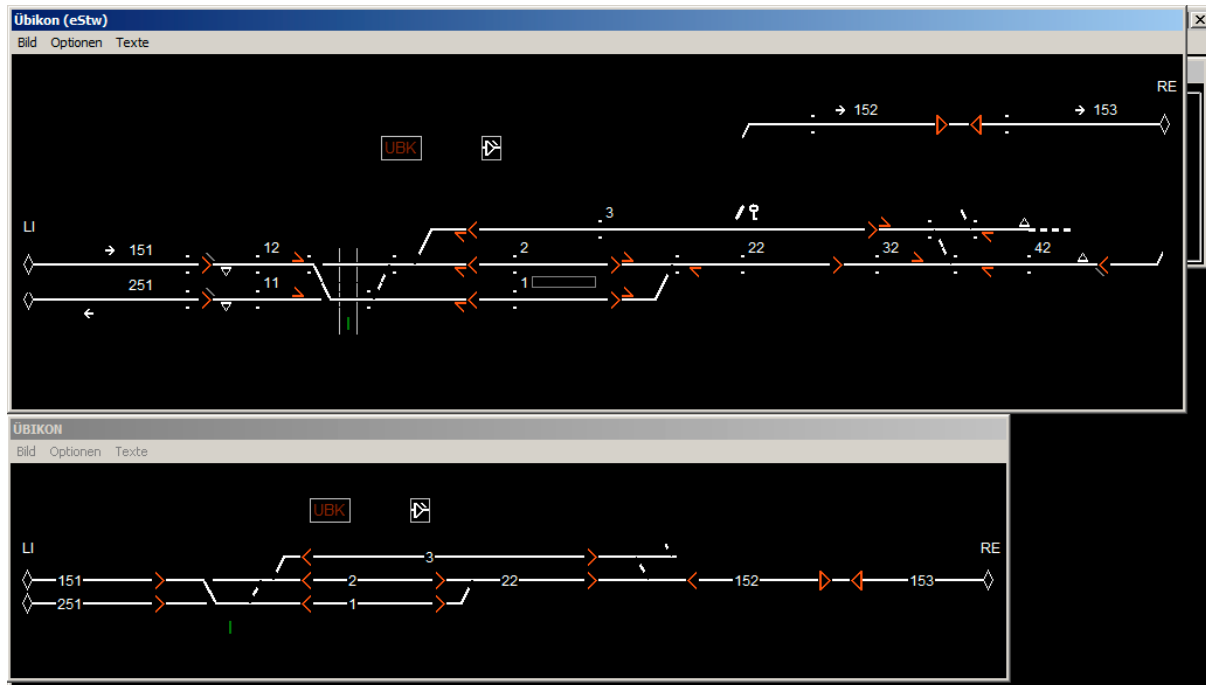 Übikon (eStw)
Bild Optionen Texte
RE
152 153
UBK
LI
3
151 12 2 22 32 42
251 11 1
ÜBIKON
Bild Optionen Texte
UBK
LI RE
3
151 2 22 152 153
251 1